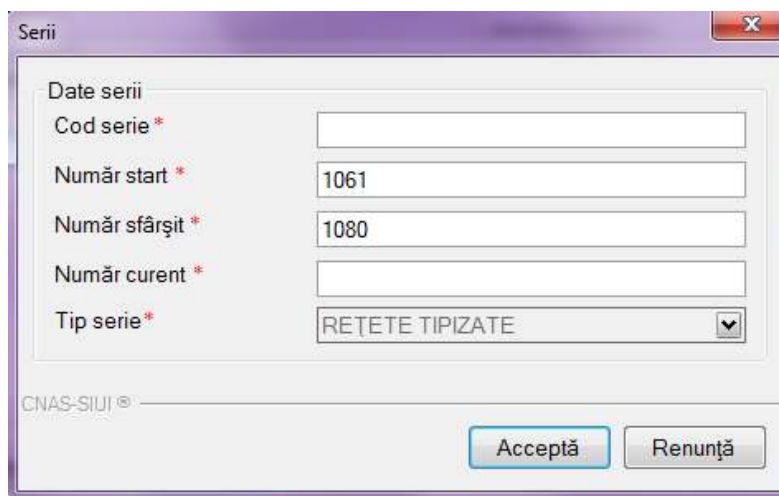 Serii
Date serii
Cod serie *
Număr start * 1061
Număr sfârşit * 1080
Număr curent *
Tip serie* REŢETE TIPIZATE
CNAS-SIUI ®
Acceptă Renunţă